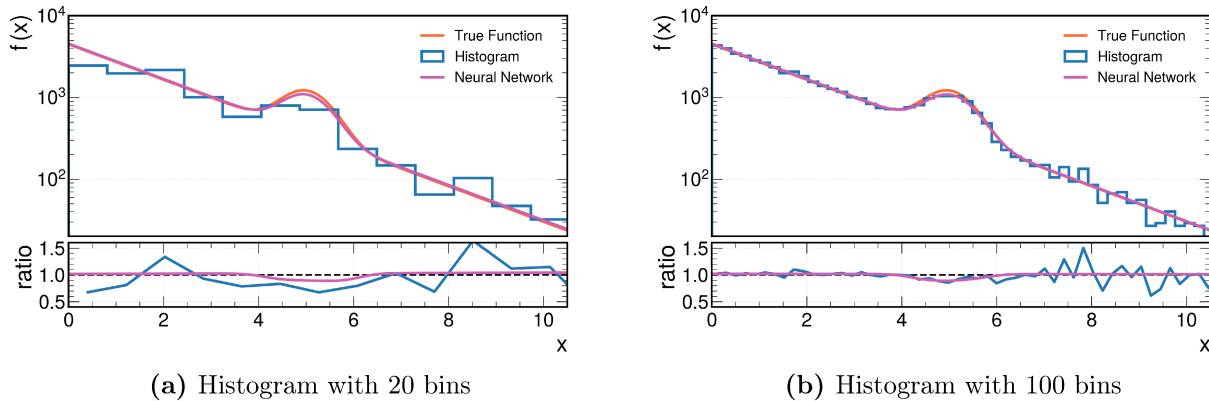 10⁴
f(x)
10³
10²
True Function
Histogram
Neural Network
ratio
1.5
1.0
0.5
0 2 4 6 8 10
x
(a) Histogram with 20 bins
10⁴
f(x)
10³
10²
True Function
Histogram
Neural Network
ratio
1.5
1.0
0.5
0 2 4 6 8 10
x
(b) Histogram with 100 bins